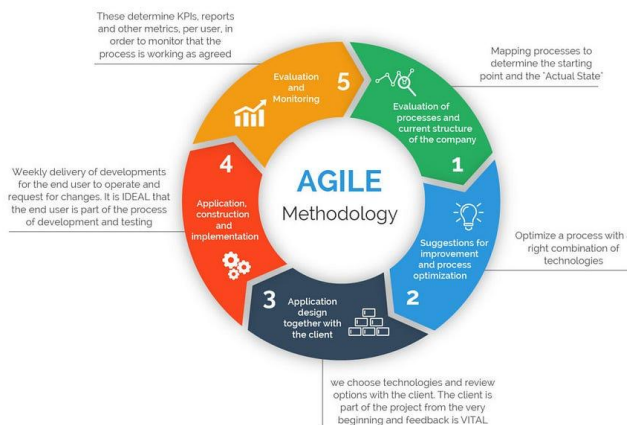 These determine KPIs, reports
and other metrics, per user, in
order to monitor that the
process is working as agreed
Evaluation
and
Monitoring
5
Mapping processes to
determine the starting
point and the "Actual State"
Evaluation of
processes and
current structure
of the company
1
AGILE
Methodology
Weekly delivery of developments
for the end user to operate and
request for changes. It is IDEAL that
the end user is part of the process
of development and testing
4
Application,
construction
and
implementation
Suggestions for
improvement
and process
optimization
2
Optimize a process with
right combination of
technologies
3
Application
design
together with
the client
we choose technologies and review
options with the client. The client is
part of the project from the very
beginning and feedback is VITAL